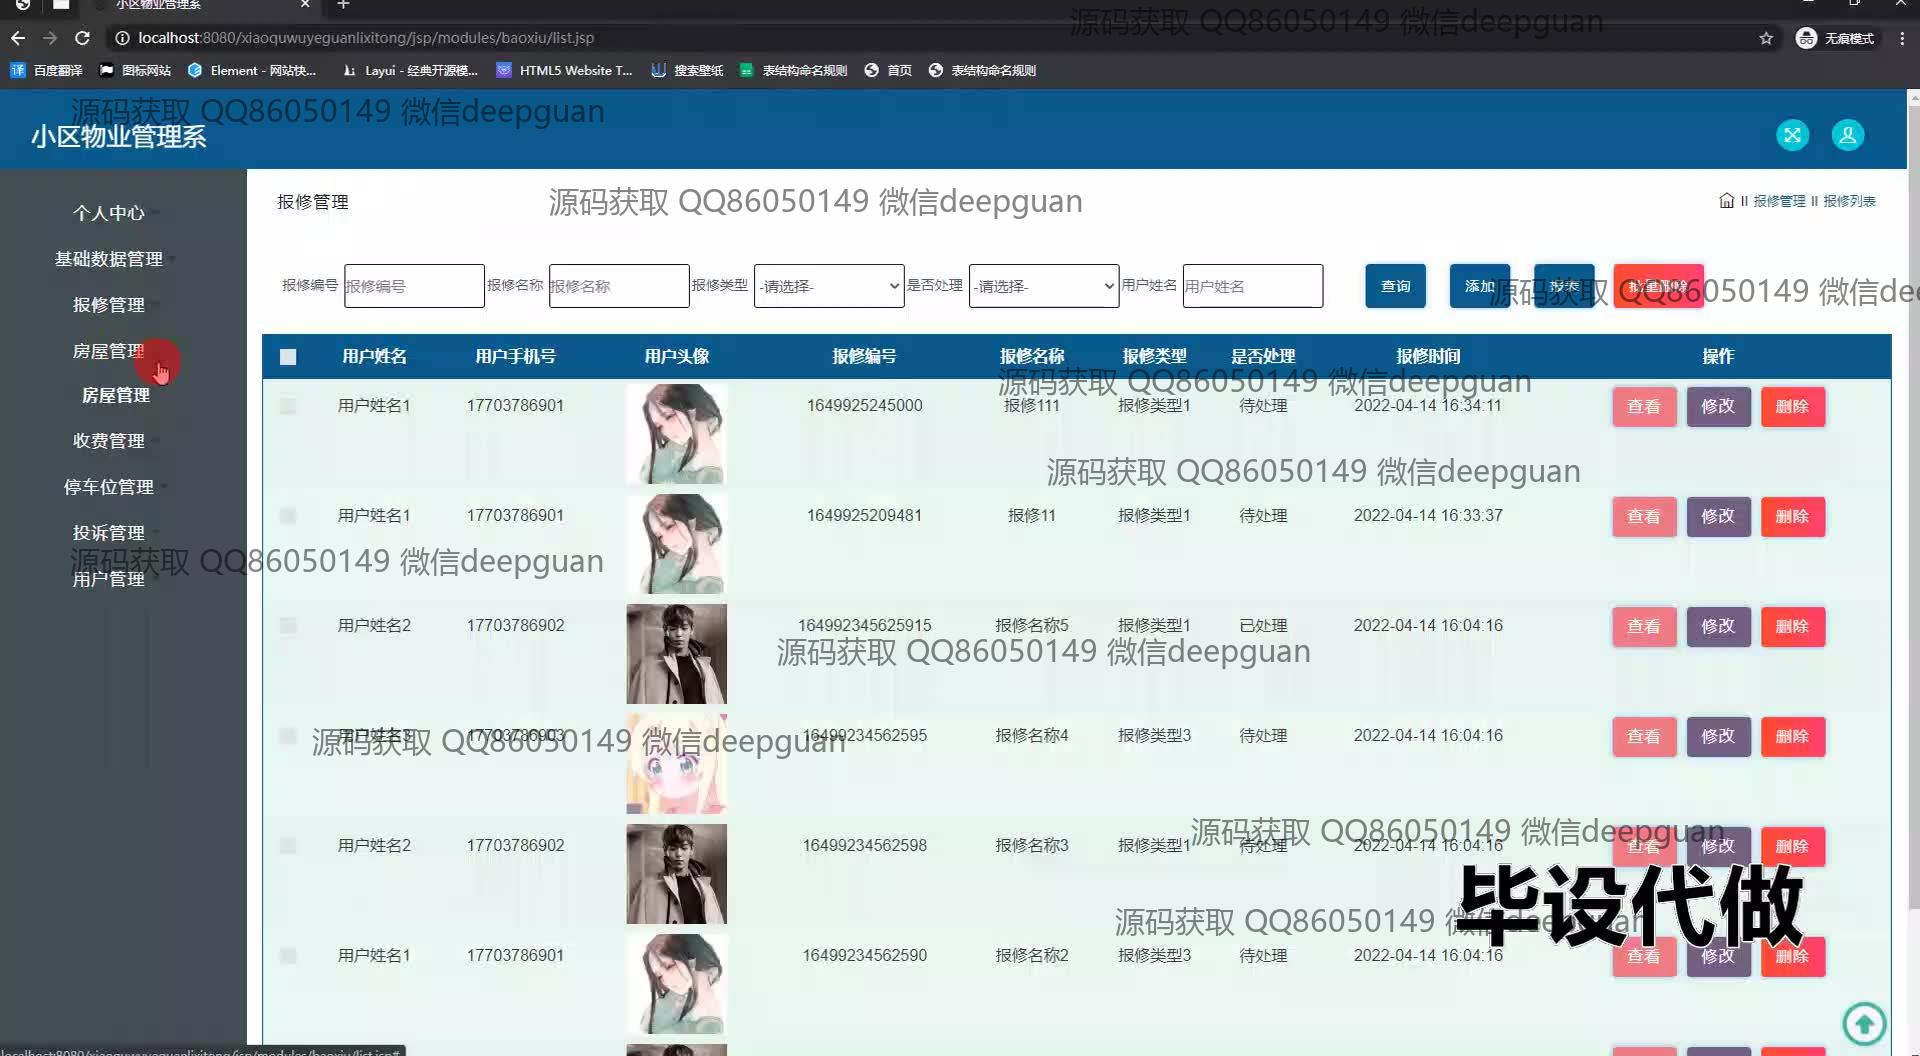 小区物业管理系
localhost:8080/xiaoquwuyeguanlixitong/jsp/modules/baoxiu/list.jsp
无痕模式
百度翻译 图标网站 Element - 网站快... Layui - 经典开源模... HTML5 Website T... 搜索壁纸 表结构命名规则 首页 表结构命名规则
源码获取 QQ86050149 微信deepguan
源码获取 QQ86050149 微信deepguan
小区物业管理系
个人中心
基础数据管理
报修管理
房屋管理
房屋管理
收费管理
停车位管理
投诉管理
用户管理
报修管理
源码获取 QQ86050149 微信deepguan
报修管理 报修列表
报修编号 报修编号 报修名称 报修名称 报修类型 -请选择- 是否处理 -请选择- 用户姓名 用户姓名 查询 添加 报表 批量删除
源码获取 QQ86050149 微信dee
用户姓名 用户手机号 用户头像 报修编号 报修名称 报修类型 是否处理 报修时间 操作
源码获取 QQ86050149 微信deepguan
用户姓名1 17703786901 1649925245000 报修111 报修类型1 待处理 2022-04-14 16:34:11 查看 修改 删除
源码获取 QQ86050149 微信deepguan
用户姓名1 17703786901 1649925209481 报修11 报修类型1 待处理 2022-04-14 16:33:37 查看 修改 删除
源码获取 QQ86050149 微信deepguan
用户姓名2 17703786902 164992345625915 报修名称5 报修类型1 已处理 2022-04-14 16:04:16 查看 修改 删除
源码获取 QQ86050149 微信deepguan
用户姓名3 17703786903 16499234562595 报修名称4 报修类型3 待处理 2022-04-14 16:04:16 查看 修改 删除
源码获取 QQ86050149 微信deepguan
源码获取 QQ86050149 微信deepguan
用户姓名2 17703786902 16499234562598 报修名称3 报修类型1 待处理 2022-04-14 16:04:16 查看 修改 删除
毕设代做
源码获取 QQ86050149 微信deepguan
用户姓名1 17703786901 16499234562590 报修名称2 报修类型3 待处理 2022-04-14 16:04:16 查看 修改 删除